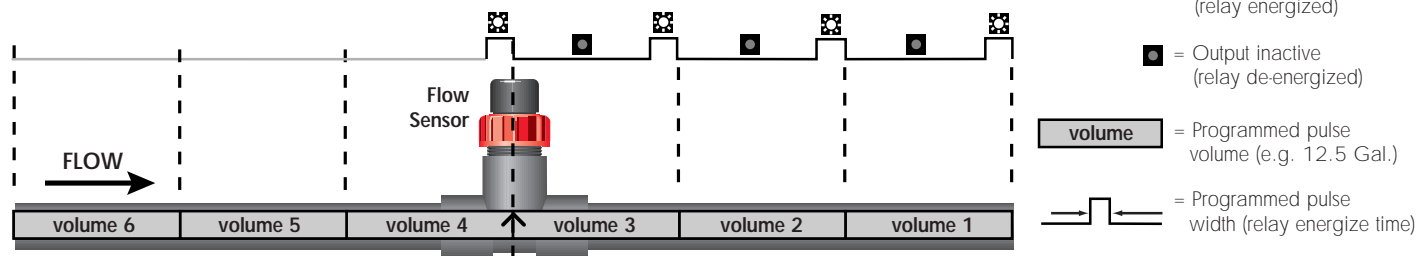 (relay energized)
= Output inactive
(relay de-energized)
Flow
Sensor
FLOW
volume
= Programmed pulse
volume (e.g. 12.5 Gal.)
= Programmed pulse
width (relay energize time)
volume 6
volume 5
volume 4
volume 3
volume 2
volume 1